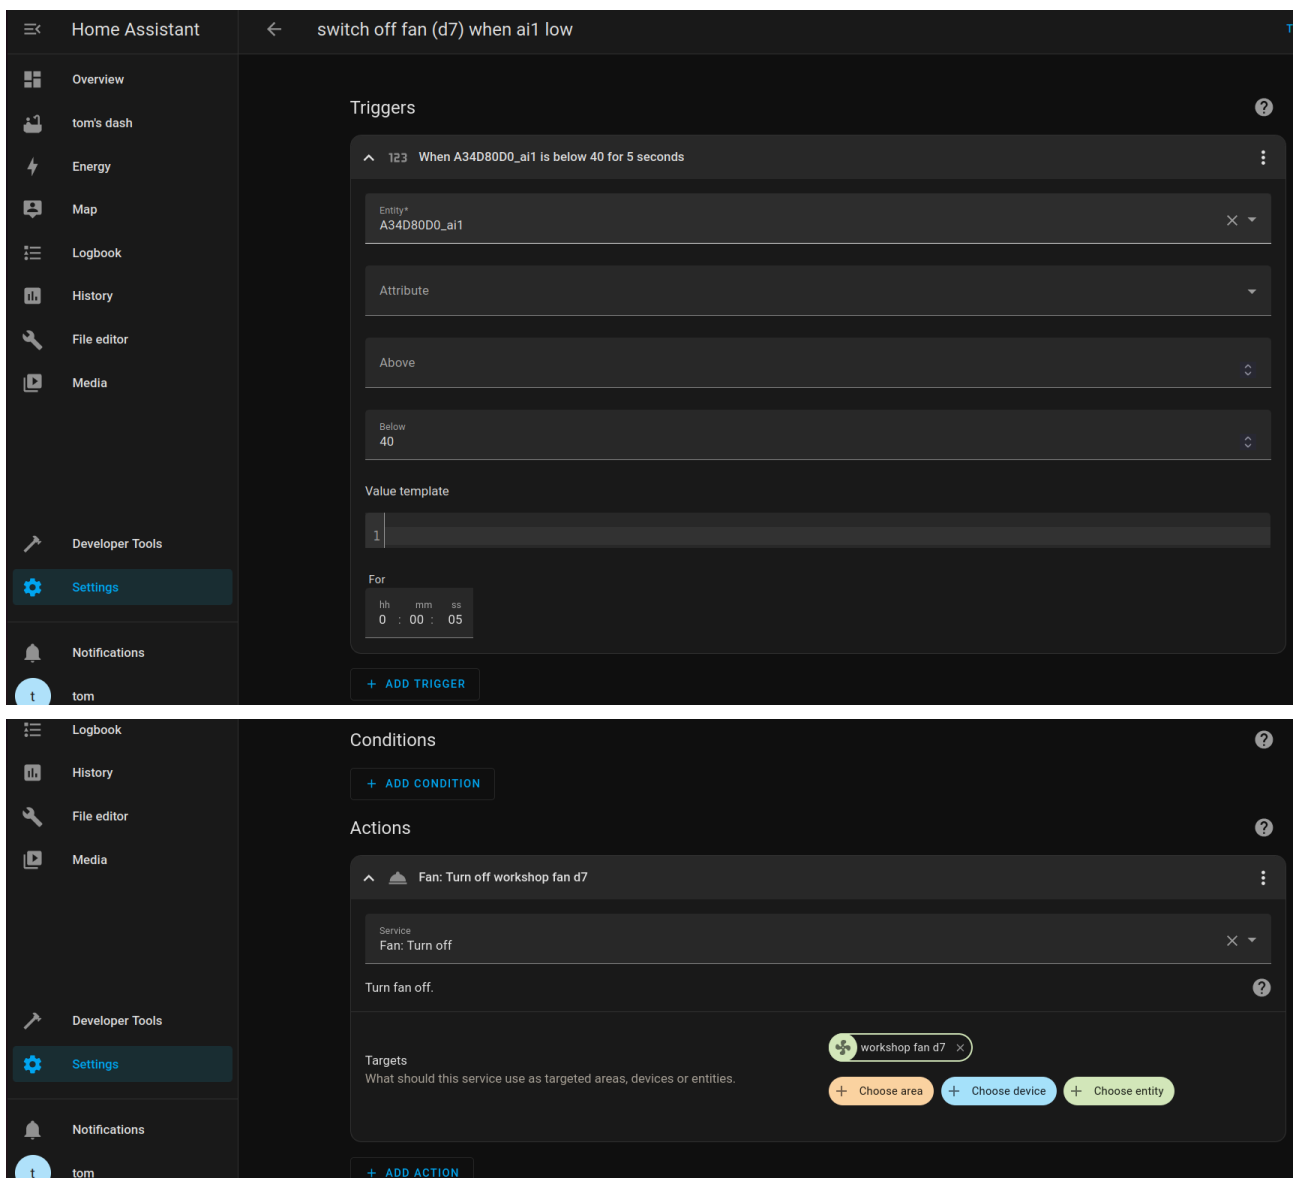 Home Assistant
switch off fan (d7) when ai1 low
T
Overview
tom's dash
Energy
Map
Logbook
History
File editor
Media
Developer Tools
Settings
Notifications
t
tom
Triggers
123 When A34D80D0_ai1 is below 40 for 5 seconds
Entity*
A34D80D0_ai1
Attribute
Above
Below
40
Value template
1
For
hh mm ss
0 : 00 : 05
+ ADD TRIGGER
Logbook
History
File editor
Media
Developer Tools
Settings
Notifications
t
tom
Conditions
+ ADD CONDITION
Actions
Fan: Turn off workshop fan d7
Service
Fan: Turn off
Turn fan off.
Targets
What should this service use as targeted areas, devices or entities.
workshop fan d7
+ Choose area
+ Choose device
+ Choose entity
+ ADD ACTION